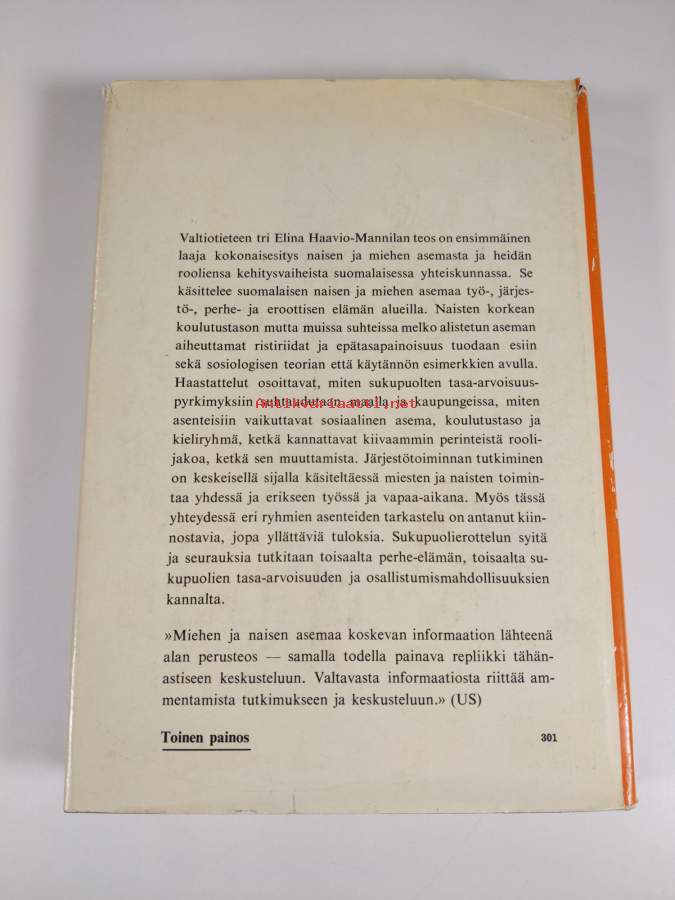 Valtiotieteen tri Elina Haavio-Mannilan teos on ensimmäinen
laaja kokonaisesitys naisen ja miehen asemasta ja heidän
rooliensa kehitysvaiheista suomalaisessa yhteiskunnassa. Se
käsittelee suomalaisen naisen ja miehen asemaa työ-, järjes-
tö-, perhe- ja eroottisen elämän alueilla. Naisten korkean
koulutustason mutta muissa suhteissa melko alistetun aseman
aiheuttamat ristiriidat ja epätasapainoisuus tuodaan esiin
sekä sosiologisen teorian että käytännön esimerkkien avulla.
Haastattelut osoittavat, miten sukupuolten tasa-arvoisuus-
pyrkimyksiin suhtaudutaan maalla ja kaupungeissa, miten
Antikvariaatti.net
asenteisiin vaikuttavat sosiaalinen asema, koulutustaso ja
kieliryhmä, ketkä kannattavat kiivaammin perinteistä rooli-
jakoa, ketkä sen muuttamista. Järjestötoiminnan tutkiminen
on keskeisellä sijalla käsiteltäessä miesten ja naisten toimin-
taa yhdessä ja erikseen työssä ja vapaa-aikana. Myös tässä
yhteydessä eri ryhmien asenteiden tarkastelu on antanut kiin-
nostavia, jopa yllättäviä tuloksia. Sukupuolierottelun syitä
ja seurauksia tutkitaan toisaalta perhe-elämän, toisaalta su-
kupuolien tasa-arvoisuuden ja osallistumismahdollisuuksien
kannalta.
»Miehen ja naisen asemaa koskevan informaation lähteenä
alan perusteos — samalla todella painava repliikki tähän-
astiseen keskusteluun. Valtavasta informaatiosta riittää am-
mentamista tutkimukseen ja keskusteluun.» (US)
Toinen painos
301